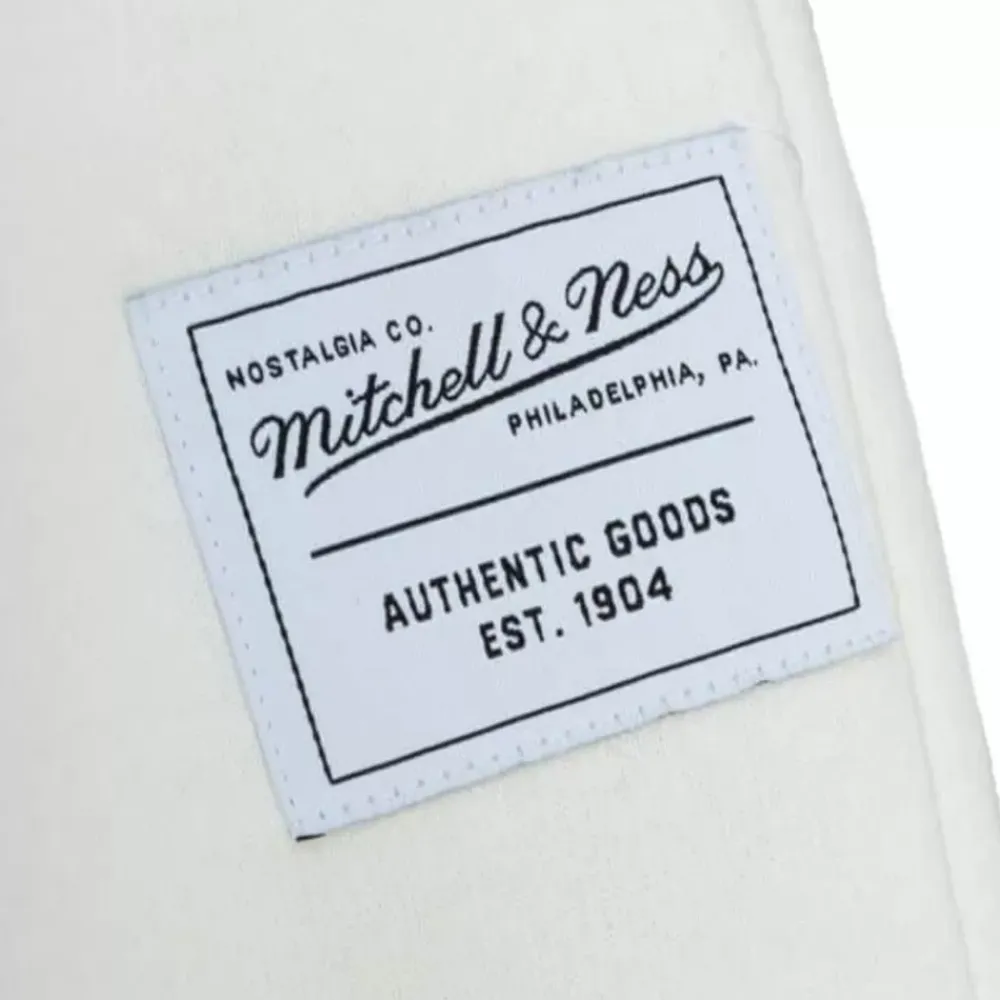 NOSTALGIA CO.
Mitchell & Ness
PHILADELPHIA, PA.
AUTHENTIC GOODS
EST. 1904